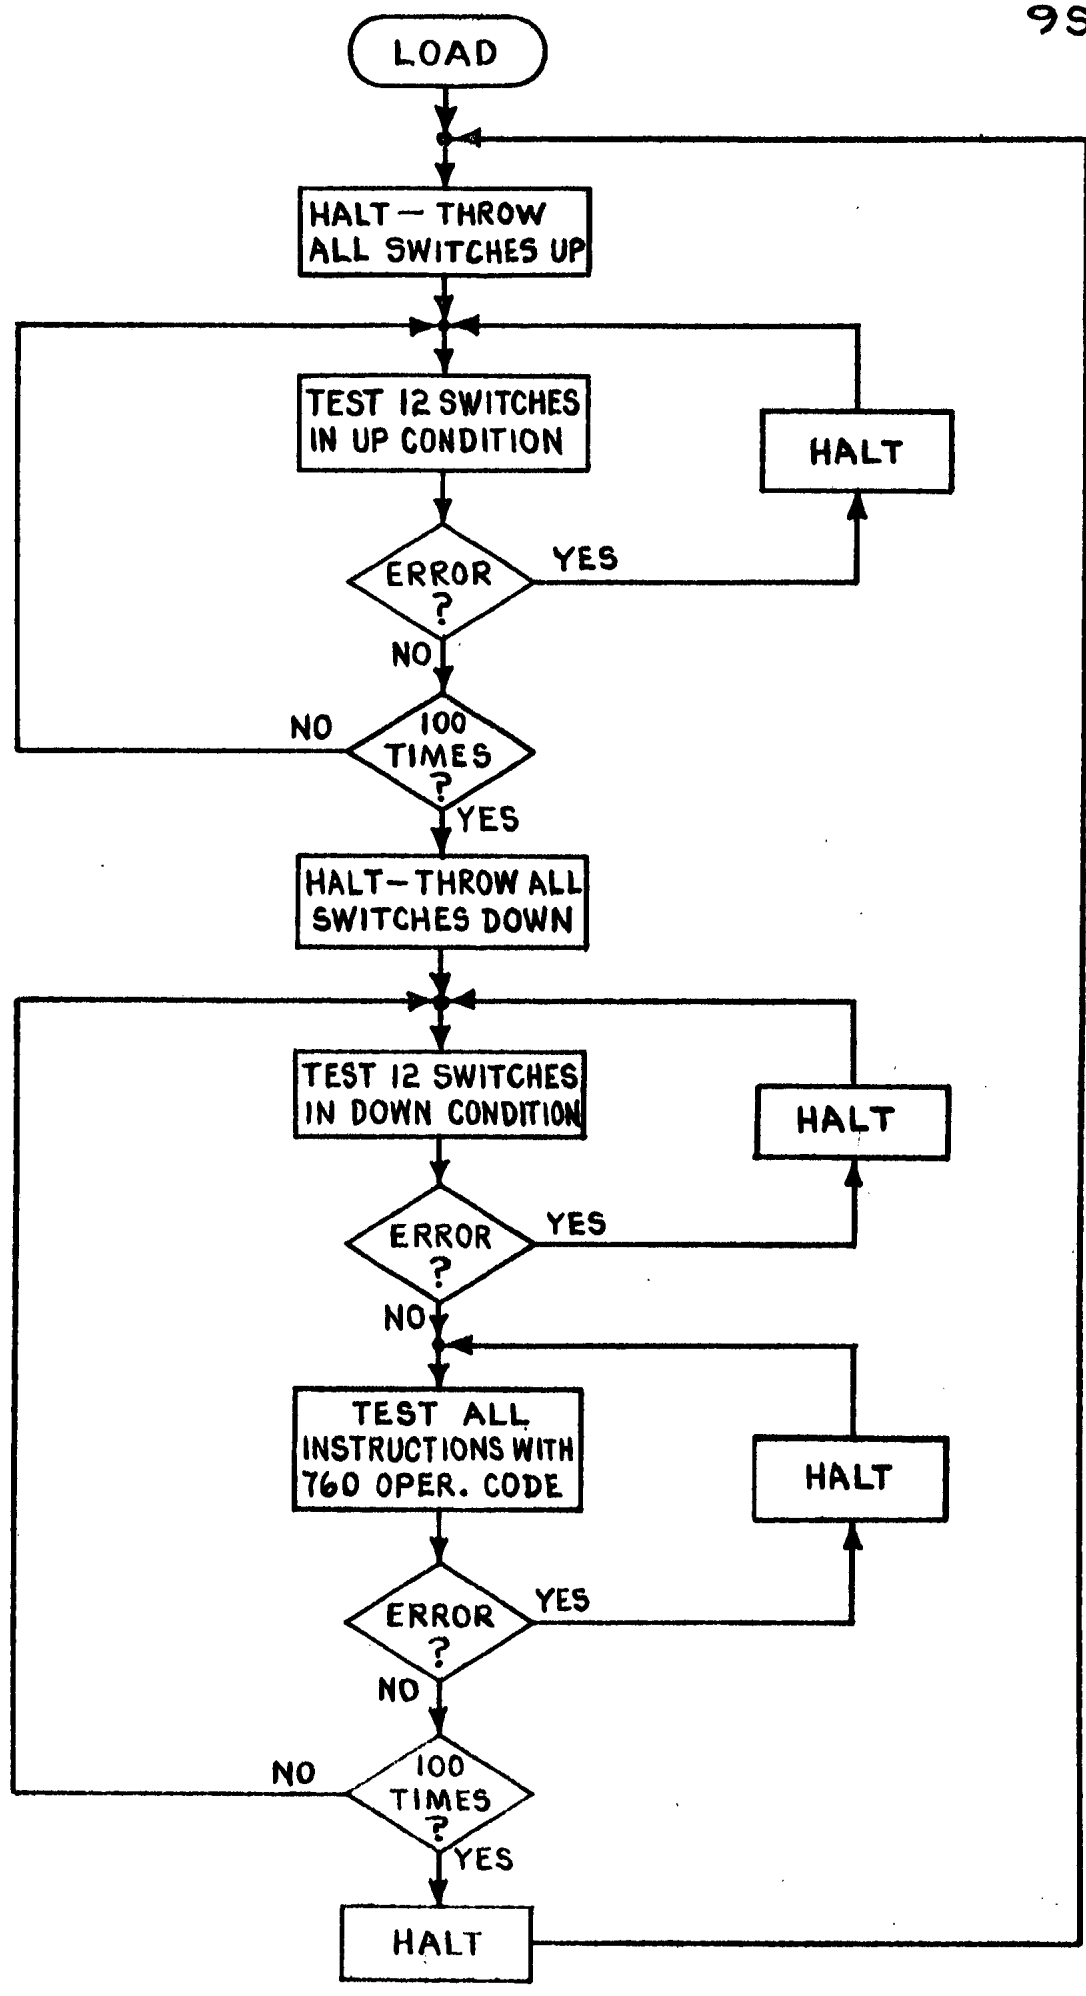 9S
LOAD
HALT — THROW
ALL SWITCHES UP
TEST 12 SWITCHES
IN UP CONDITION
HALT
ERROR
?
YES
NO
100
TIMES
?
NO
YES
HALT — THROW ALL
SWITCHES DOWN
TEST 12 SWITCHES
IN DOWN CONDITION
HALT
ERROR
?
YES
NO
TEST ALL
INSTRUCTIONS WITH
760 OPER. CODE
HALT
ERROR
?
YES
NO
100
TIMES
?
NO
YES
HALT